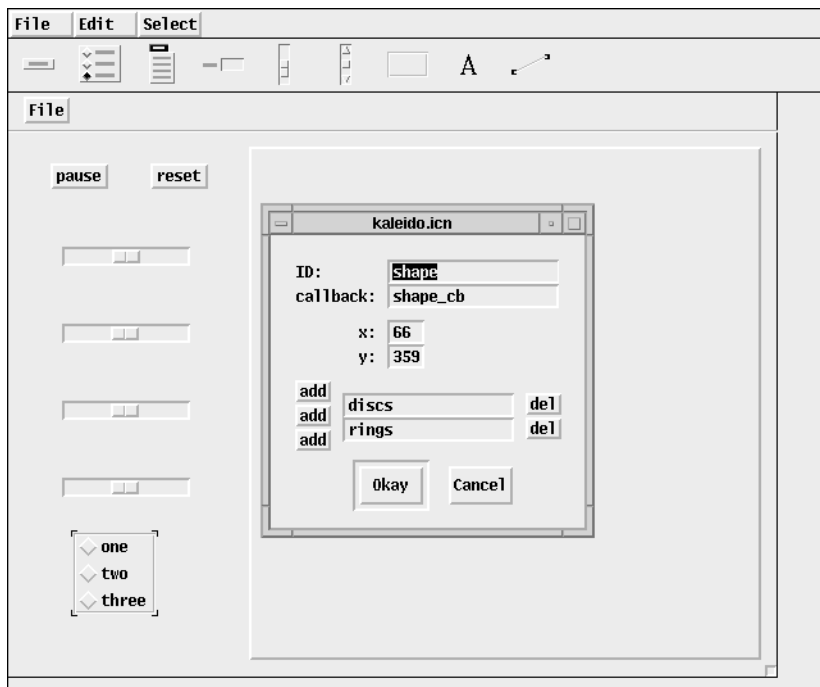 File Edit Select
A
File
pause reset
kaleido.icn
ID: shape
callback: shape_cb
x: 66
y: 359
add
discs del
add
rings del
add
Okay Cancel
one
two
three